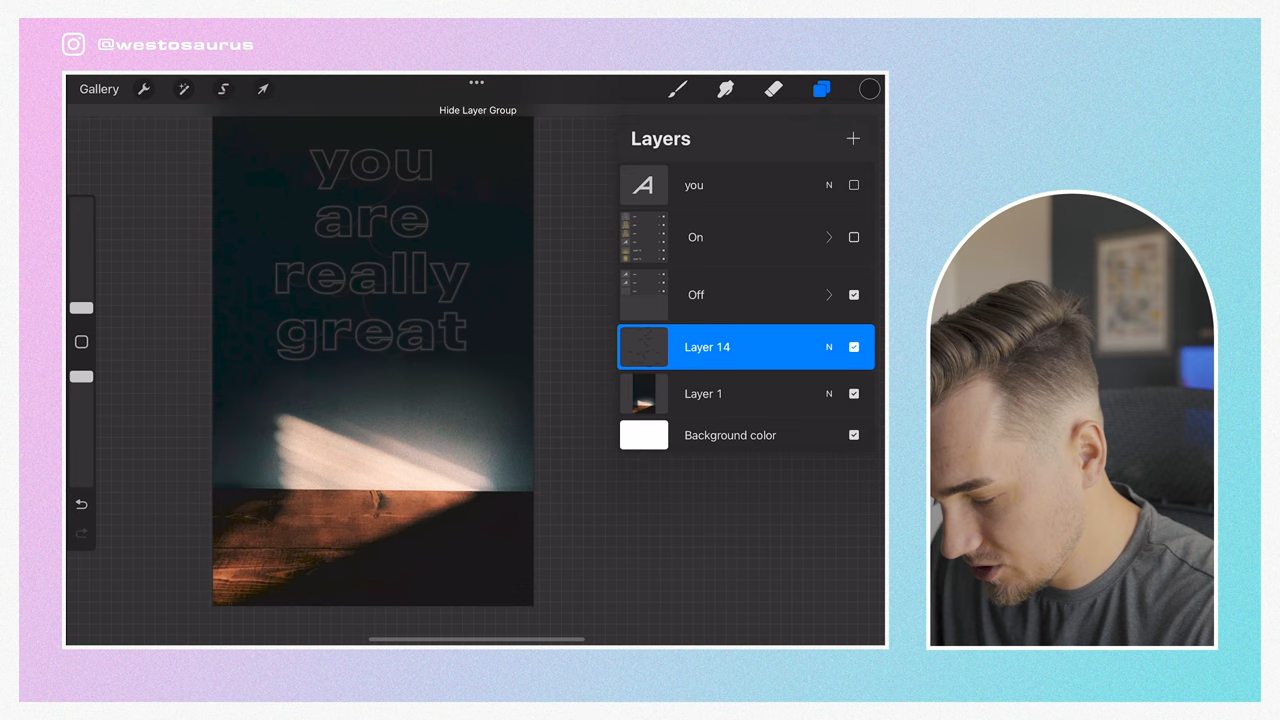 @westosaurus
Gallery
Hide Layer Group
you
are
really
great
Layers
you N
On
Off
Layer 14 N
Layer 1 N
Background color